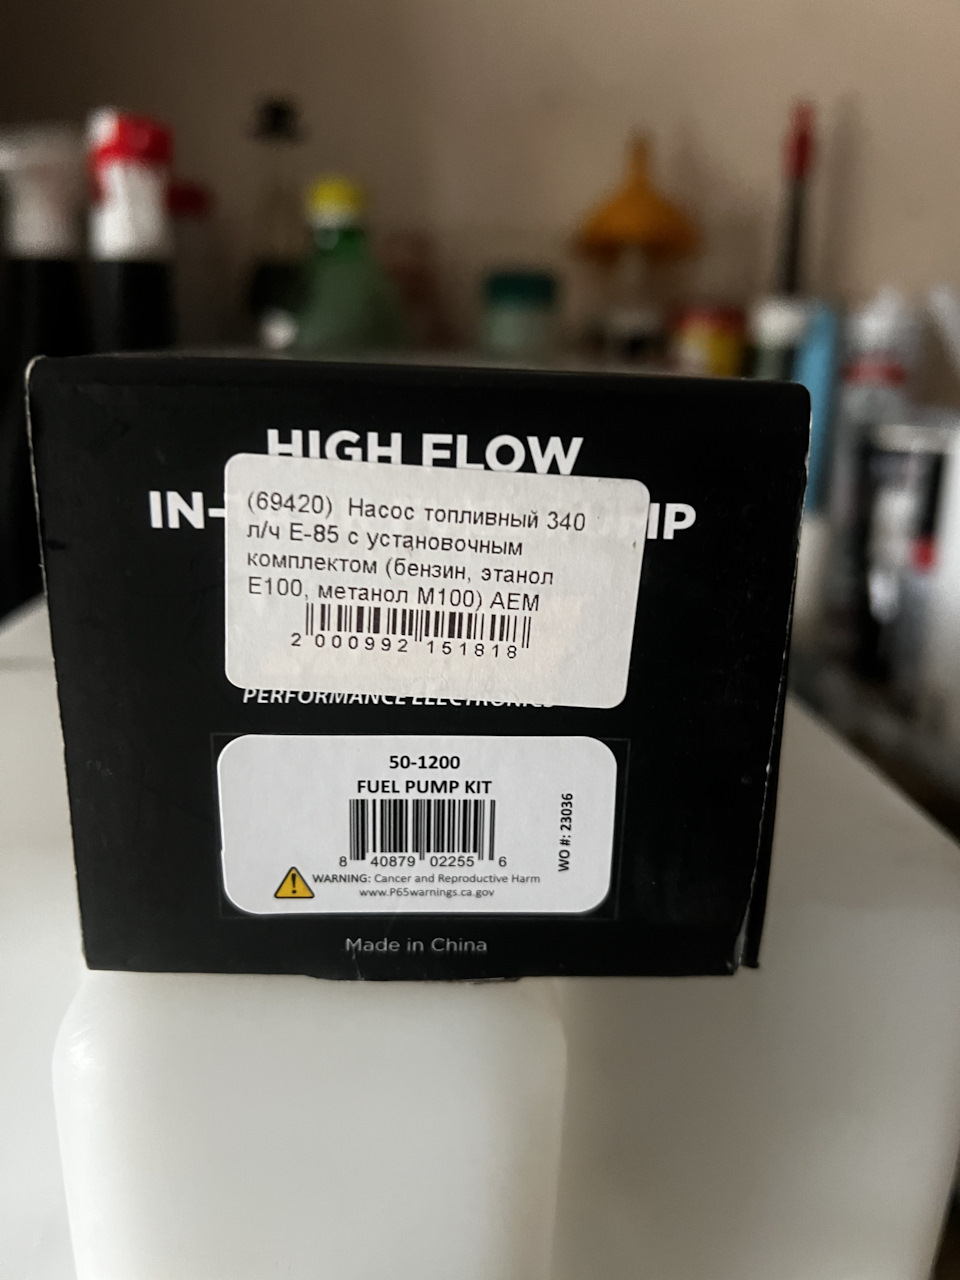 HIGH FLOW
IN- IP
(69420) Насос топливный 340
л/ч E-85 с установочным
комплектом (бензин, этанол
E100, метанол M100) AEM
2 000992 151818
PERFORMANCE ELECTRONICS
50-1200
FUEL PUMP KIT
8 40879 02255 6
WO #: 23036
WARNING: Cancer and Reproductive Harm
www.P65warnings.ca.gov
Made in China